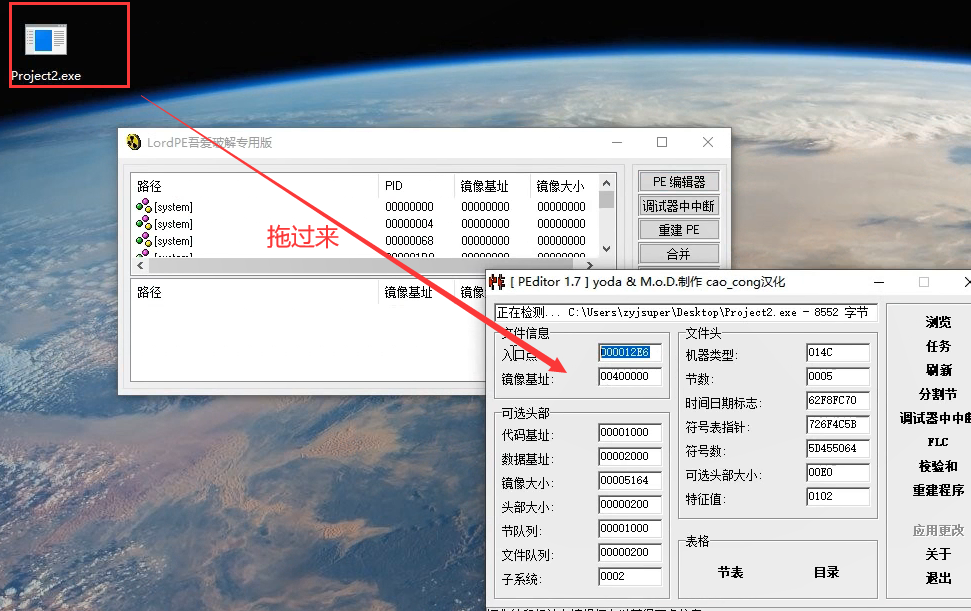 Project2.exe
LordPE吾爱破解专用版
路径 PID 镜像基址 镜像大小
[system] 00000000 00000000 00000000
[system] 00000004 00000000 00000000
[system] 00000068 00000000 00000000
拖过来
PE 编辑器
调试器中中断
重建 PE
合并
路径 镜像基址 镜像
[ PEditor 1.7 ] yoda & M.o.D.制作 cao_cong汉化
正在检测... C:\Users\zyjsuper\Desktop\Project2.exe - 8552 字节
文件信息
入口点
000012E6
镜像基址: 00400000
可选头部
代码基址: 00001000
数据基址: 00002000
镜像大小: 00005164
头部大小: 00000200
节队列: 00001000
文件队列: 00000200
子系统: 0002
文件头
机器类型: 014C
节数: 0005
时间日期标志: 62F8FC70
符号表指针: 726F4C5B
符号数: 5D455064
可选头部大小: 00E0
特征值: 0102
表格
节表 目录
浏览
任务
刷新
分割节
调试器中中断
FLC
校验和
重建程序
应用更改
关于
退出